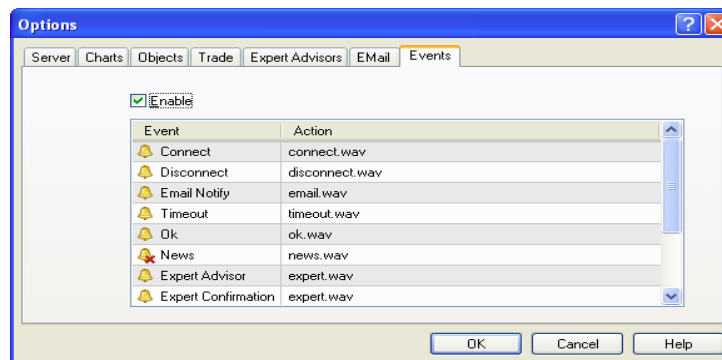 Options
Server Charts Objects Trade Expert Advisors EMail Events
Enable
Event Action
Connect connect.wav
Disconnect disconnect.wav
Email Notify email.wav
Timeout timeout.wav
Ok ok.wav
News news.wav
Expert Advisor expert.wav
Expert Confirmation expert.wav
OK Cancel Help